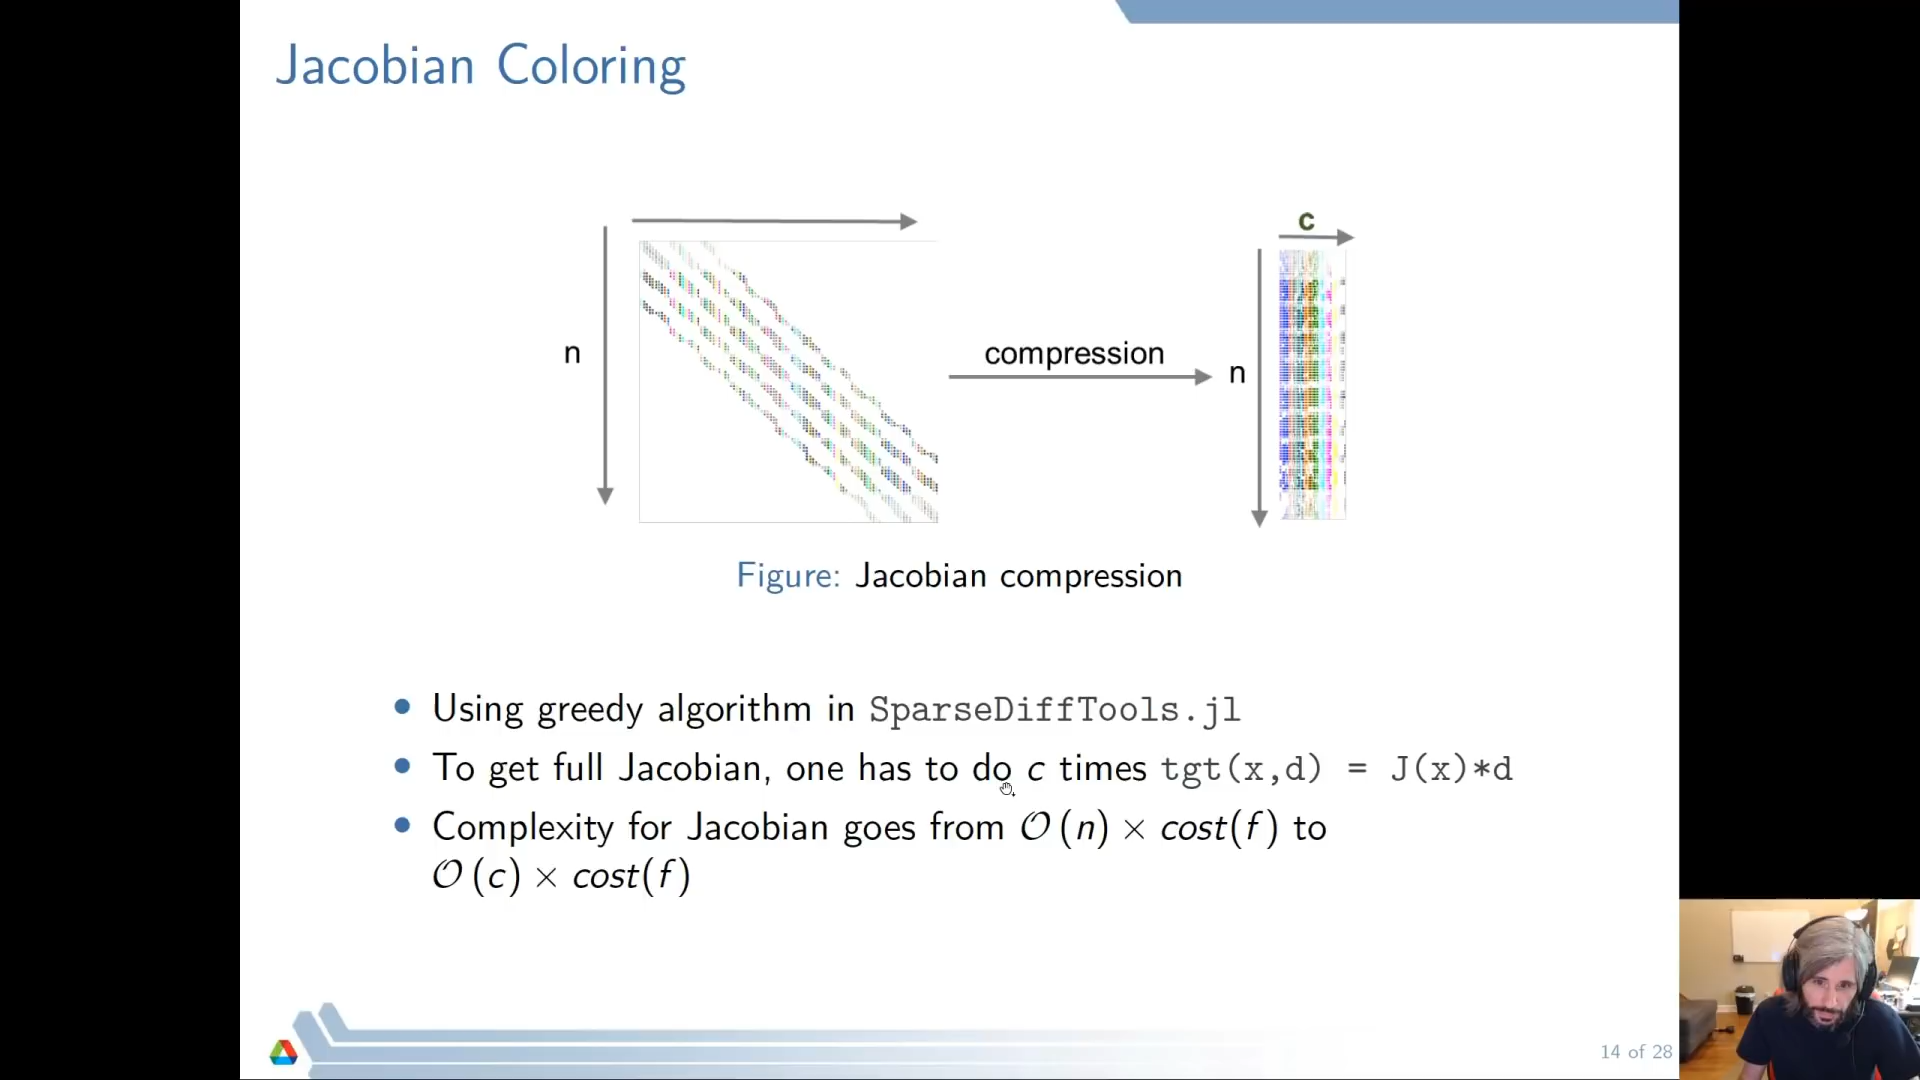 Jacobian Coloring
c
n
compression
n
Figure: Jacobian compression
• Using greedy algorithm in SparseDiffTools.jl
• To get full Jacobian, one has to do c times tgt(x,d) = J(x)*d
• Complexity for Jacobian goes from O(n) × cost(f) to
O(c) × cost(f)
14 of 28